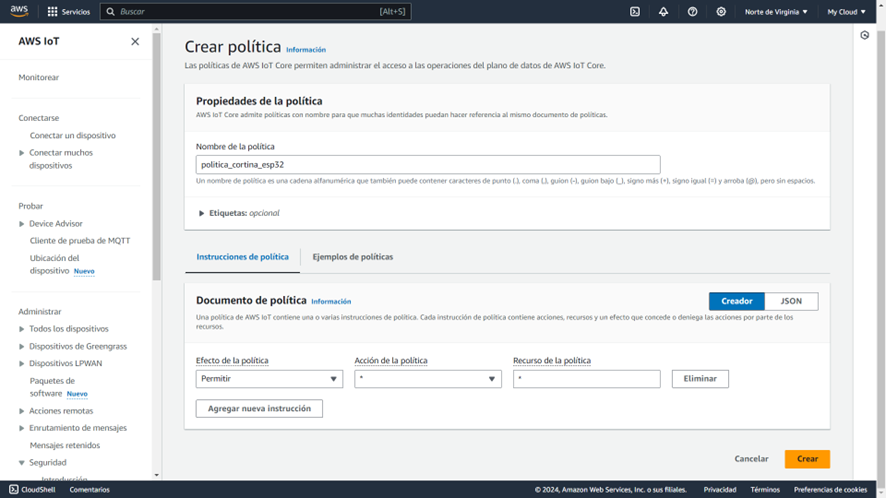 aws
Servicios
Buscar
[Alt+S]
Norte de Virginia
My Cloud
AWS IoT
Monitorear
Conectarse
Conectar un dispositivo
Conectar muchos
dispositivos
Probar
Device Advisor
Cliente de prueba de MQTT
Ubicación del
dispositivo Nuevo
Administrar
Todos los dispositivos
Dispositivos de Greengrass
Dispositivos LPWAN
Paquetes de
software Nuevo
Acciones remotas
Enrutamiento de mensajes
Mensajes retenidos
Seguridad
Introducción
Crear política Información
Las políticas de AWS IoT Core permiten administrar el acceso a las operaciones del plano de datos de AWS IoT Core.
Propiedades de la política
AWS IoT Core admite políticas con nombre para que muchas identidades puedan hacer referencia al mismo documento de políticas.
Nombre de la política
politica_cortina_esp32
Un nombre de política es una cadena alfanumérica que también puede contener caracteres de punto (.), coma (,), guion (-), guion bajo (_), signo más (+), signo igual (=) y arroba (@), pero sin espacios.
Etiquetas: opcional
Instrucciones de política
Ejemplos de políticas
Documento de política Información
Creador
JSON
Una política de AWS IoT contiene una o varias instrucciones de política. Cada instrucción de política contiene acciones, recursos y un efecto que concede o deniega las acciones por parte de los
recursos.
Efecto de la política
Acción de la política
Recurso de la política
Permitir
*
*
Eliminar
Agregar nueva instrucción
Cancelar
Crear
CloudShell
Comentarios
© 2024, Amazon Web Services, Inc. o sus filiales.
Privacidad
Términos
Preferencias de cookies